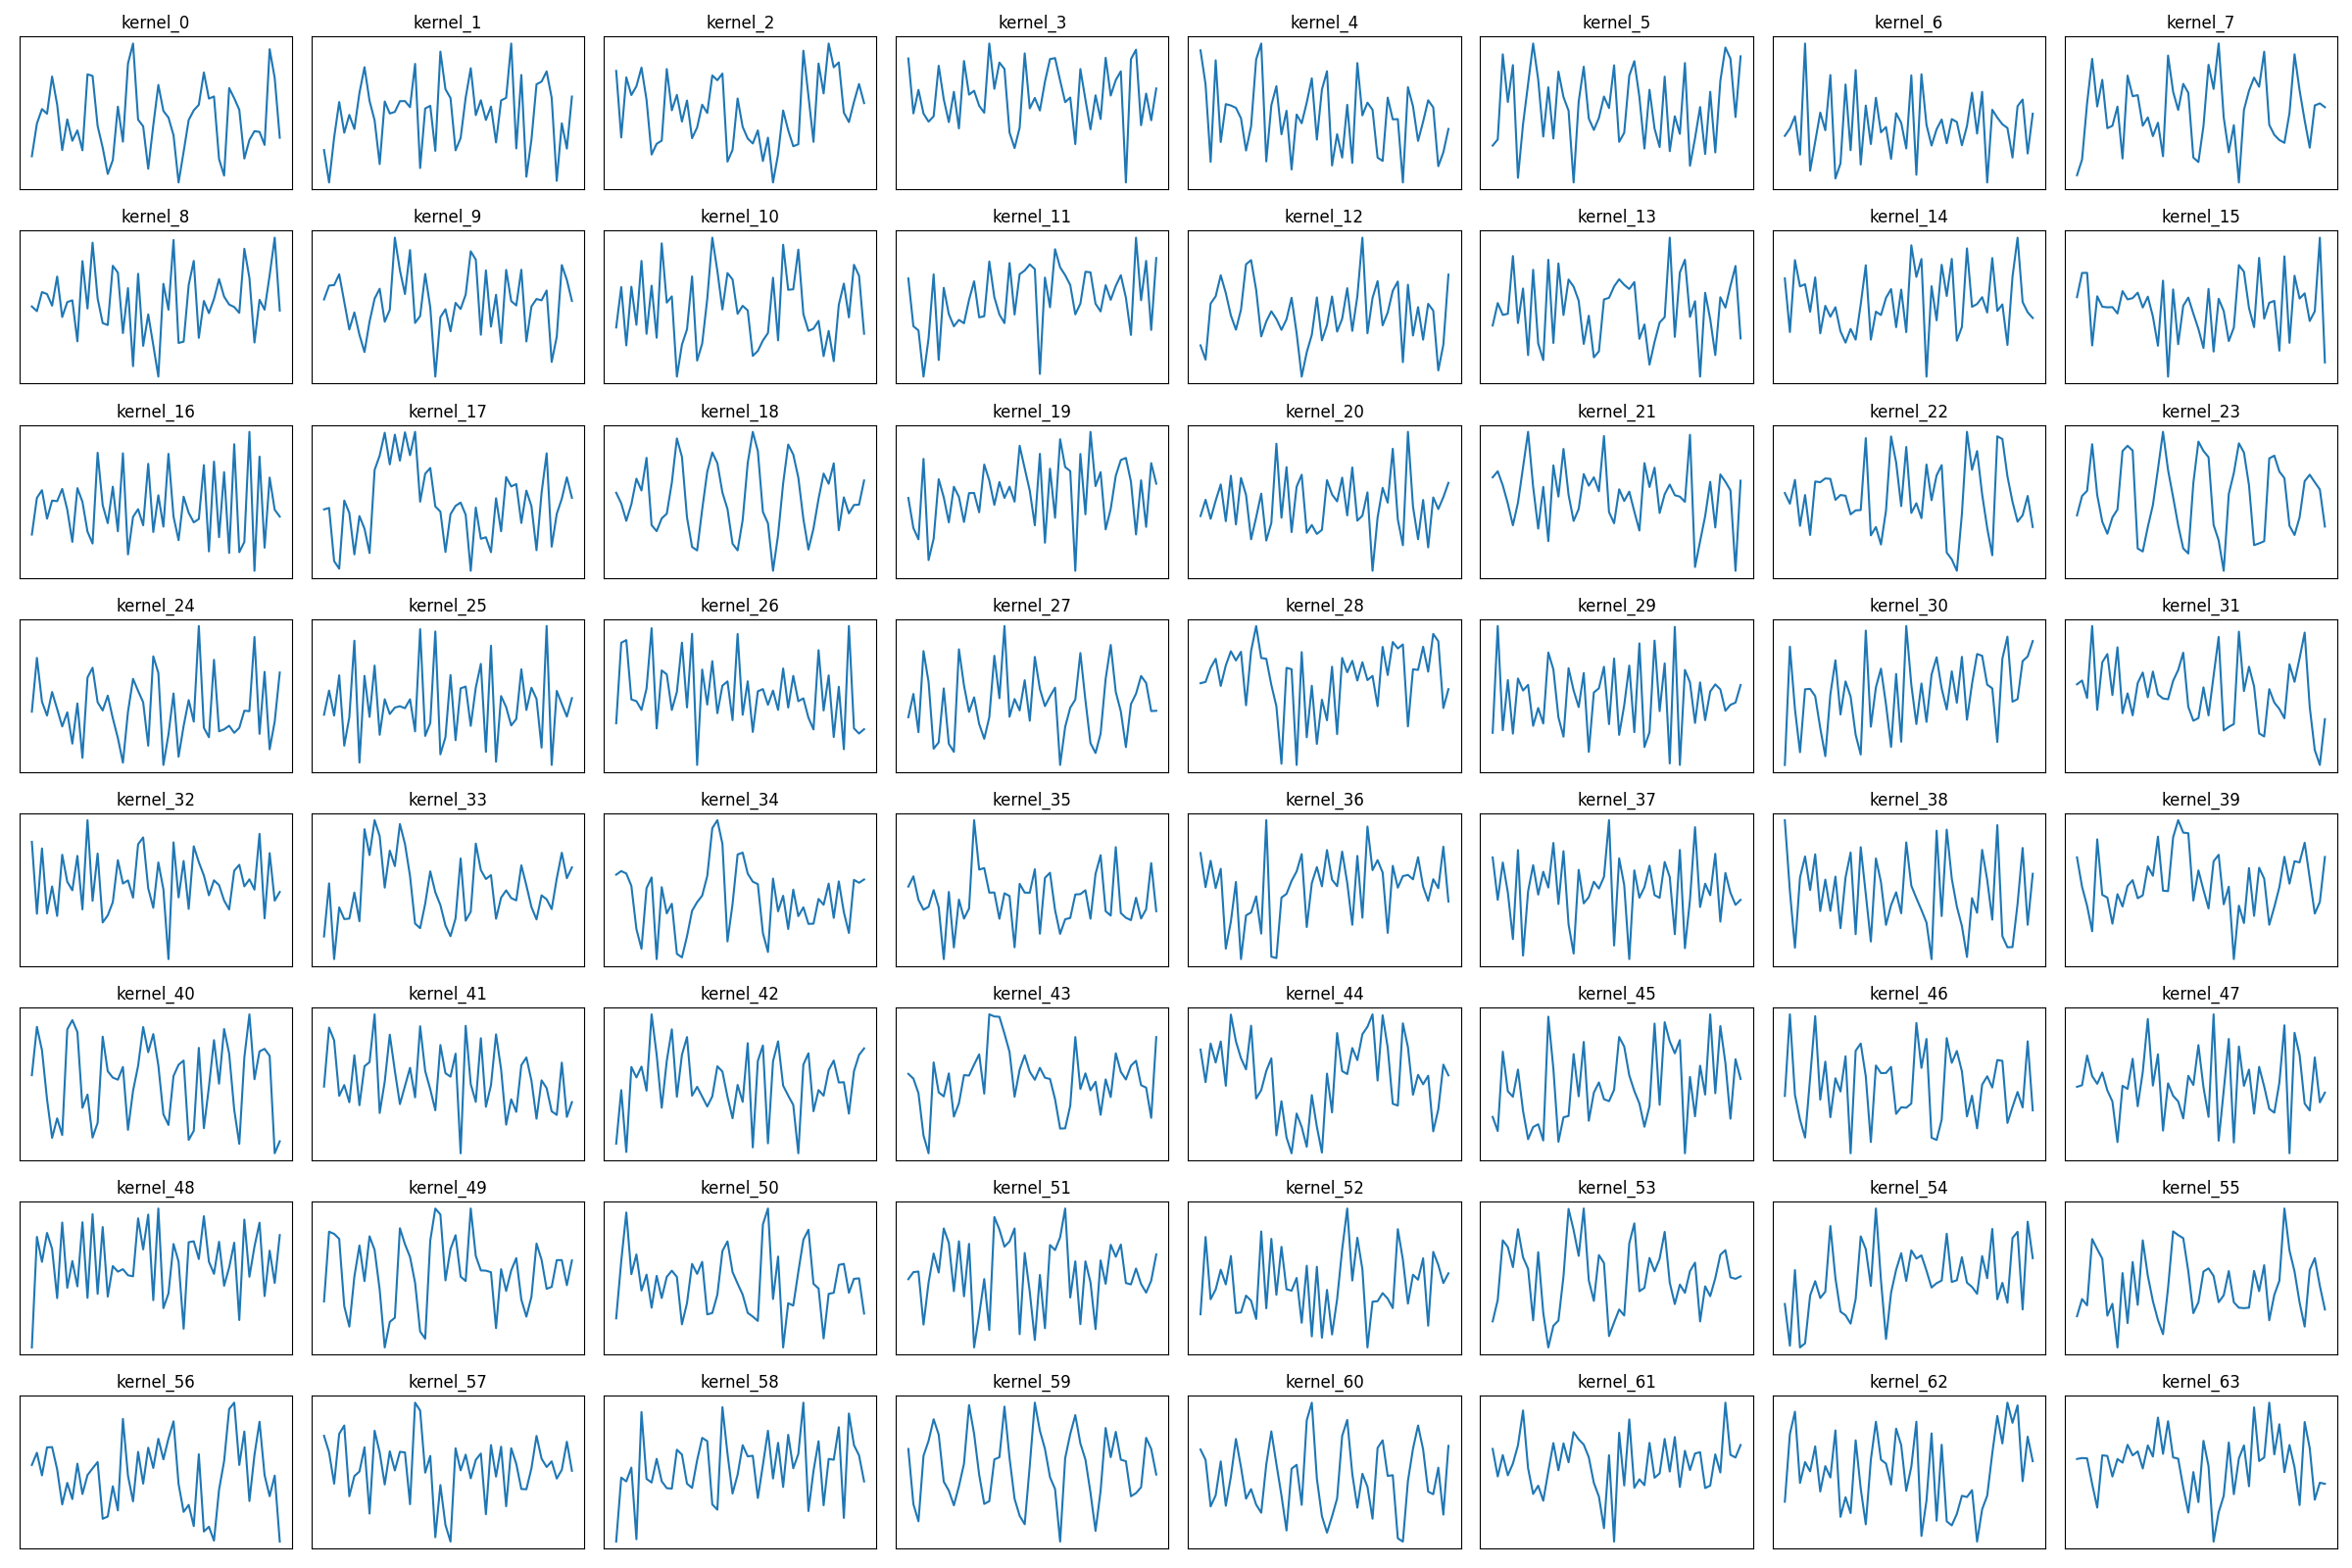 kernel_0 kernel_1 kernel_2 kernel_3 kernel_4 kernel_5 kernel_6 kernel_7
kernel_8 kernel_9 kernel_10 kernel_11 kernel_12 kernel_13 kernel_14 kernel_15
kernel_16 kernel_17 kernel_18 kernel_19 kernel_20 kernel_21 kernel_22 kernel_23
kernel_24 kernel_25 kernel_26 kernel_27 kernel_28 kernel_29 kernel_30 kernel_31
kernel_32 kernel_33 kernel_34 kernel_35 kernel_36 kernel_37 kernel_38 kernel_39
kernel_40 kernel_41 kernel_42 kernel_43 kernel_44 kernel_45 kernel_46 kernel_47
kernel_48 kernel_49 kernel_50 kernel_51 kernel_52 kernel_53 kernel_54 kernel_55
kernel_56 kernel_57 kernel_58 kernel_59 kernel_60 kernel_61 kernel_62 kernel_63